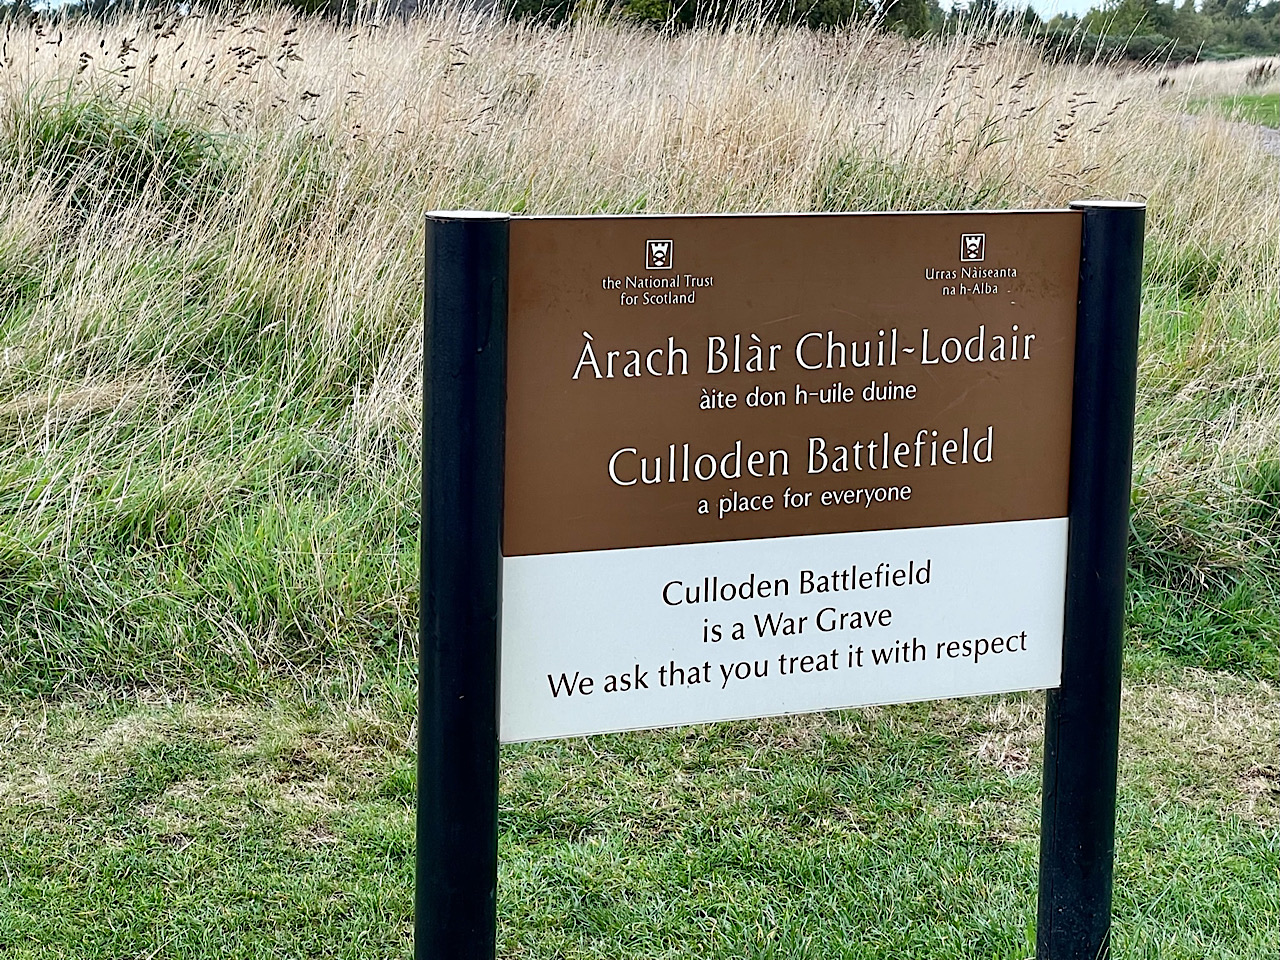 the National Trust
for Scotland
Urras Nàiseanta
na h-Alba
Àrach Blàr Chuil-Lodair
àite don h-uile duine
Culloden Battlefield
a place for everyone
Culloden Battlefield
is a War Grave
We ask that you treat it with respect